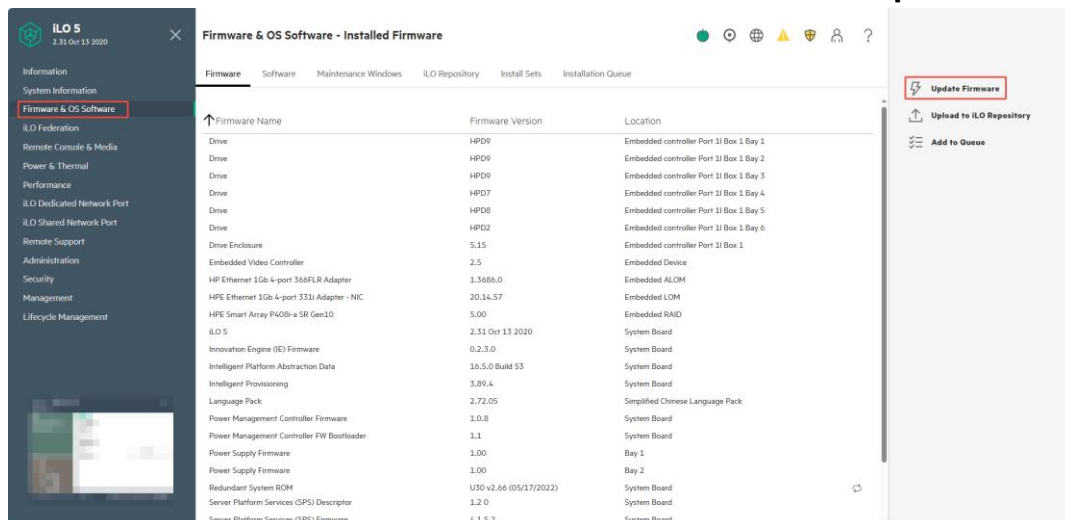 iLO 5
2.31 Oct 13 2020
Firmware & OS Software - Installed Firmware
Information
System Information
Firmware & OS Software
iLO Federation
Remote Console & Media
Power & Thermal
Performance
iLO Dedicated Network Port
iLO Shared Network Port
Remote Support
Administration
Security
Management
Lifecycle Management
Firmware Software Maintenance Windows iLO Repository Install Sets Installation Queue
Firmware Name Firmware Version Location
Drive HPD9 Embedded controller Port 1I Box 1 Bay 1
Drive HPD9 Embedded controller Port 1I Box 1 Bay 2
Drive HPD9 Embedded controller Port 1I Box 1 Bay 3
Drive HPD7 Embedded controller Port 1I Box 1 Bay 4
Drive HPD8 Embedded controller Port 1I Box 1 Bay 5
Drive HPD2 Embedded controller Port 1I Box 1 Bay 6
Drive Enclosure 5.15 Embedded controller Port 1I Box 1
Embedded Video Controller 2.5 Embedded Device
HP Ethernet 1Gb 4-port 366FLR Adapter 1.3686.0 Embedded ALOM
HPE Ethernet 1Gb 4-port 331i Adapter - NIC 20.14.57 Embedded LOM
HPE Smart Array P408i-a SR Gen10 5.00 Embedded RAID
iLO 5 2.31 Oct 13 2020 System Board
Innovation Engine (IE) Firmware 0.2.3.0 System Board
Intelligent Platform Abstraction Data 16.5.0 Build 53 System Board
Intelligent Provisioning 3.89.4 System Board
Language Pack 2.72.05 Simplified Chinese Language Pack
Power Management Controller Firmware 1.0.8 System Board
Power Management Controller FW Bootloader 1.1 System Board
Power Supply Firmware 1.00 Bay 1
Power Supply Firmware 1.00 Bay 2
Redundant System ROM U30 v2.66 (05/17/2022) System Board
Server Platform Services (SPS) Descriptor 1.2 0 System Board
Server Platform Services (SPS) Firmware 4.1.5.2 System Board
Update Firmware
Upload to iLO Repository
Add to Queue